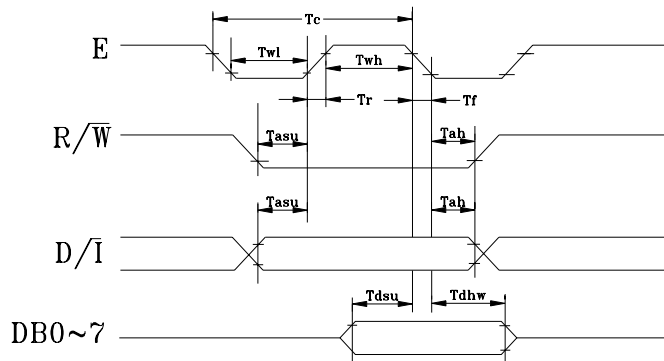 Tc
E
Twl
Twh
Tr
Tf
R/W̅
Tasu
Tah
Tasu
Tah
D/I̅
Tdsu
Tdhw
DB0~7